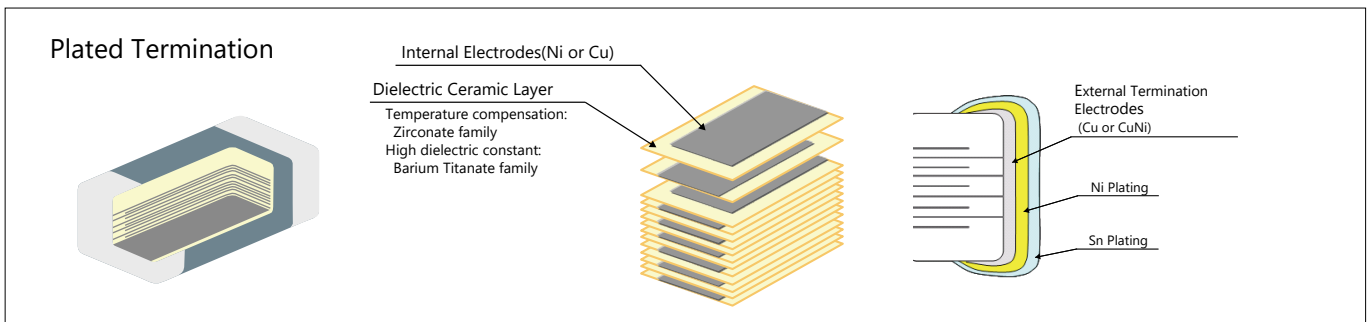 Plated Termination
Internal Electrodes(Ni or Cu)
Dielectric Ceramic Layer
Temperature compensation:
Zirconate family
High dielectric constant:
Barium Titanate family
External Termination
Electrodes
(Cu or CuNi)
Ni Plating
Sn Plating